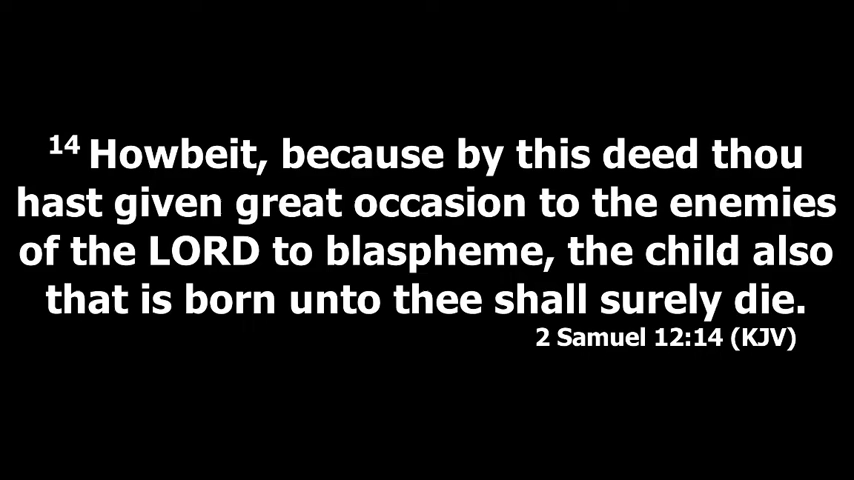 14 Howbeit, because by this deed thou
hast given great occasion to the enemies
of the LORD to blaspheme, the child also
that is born unto thee shall surely die.
2 Samuel 12:14 (KJV)